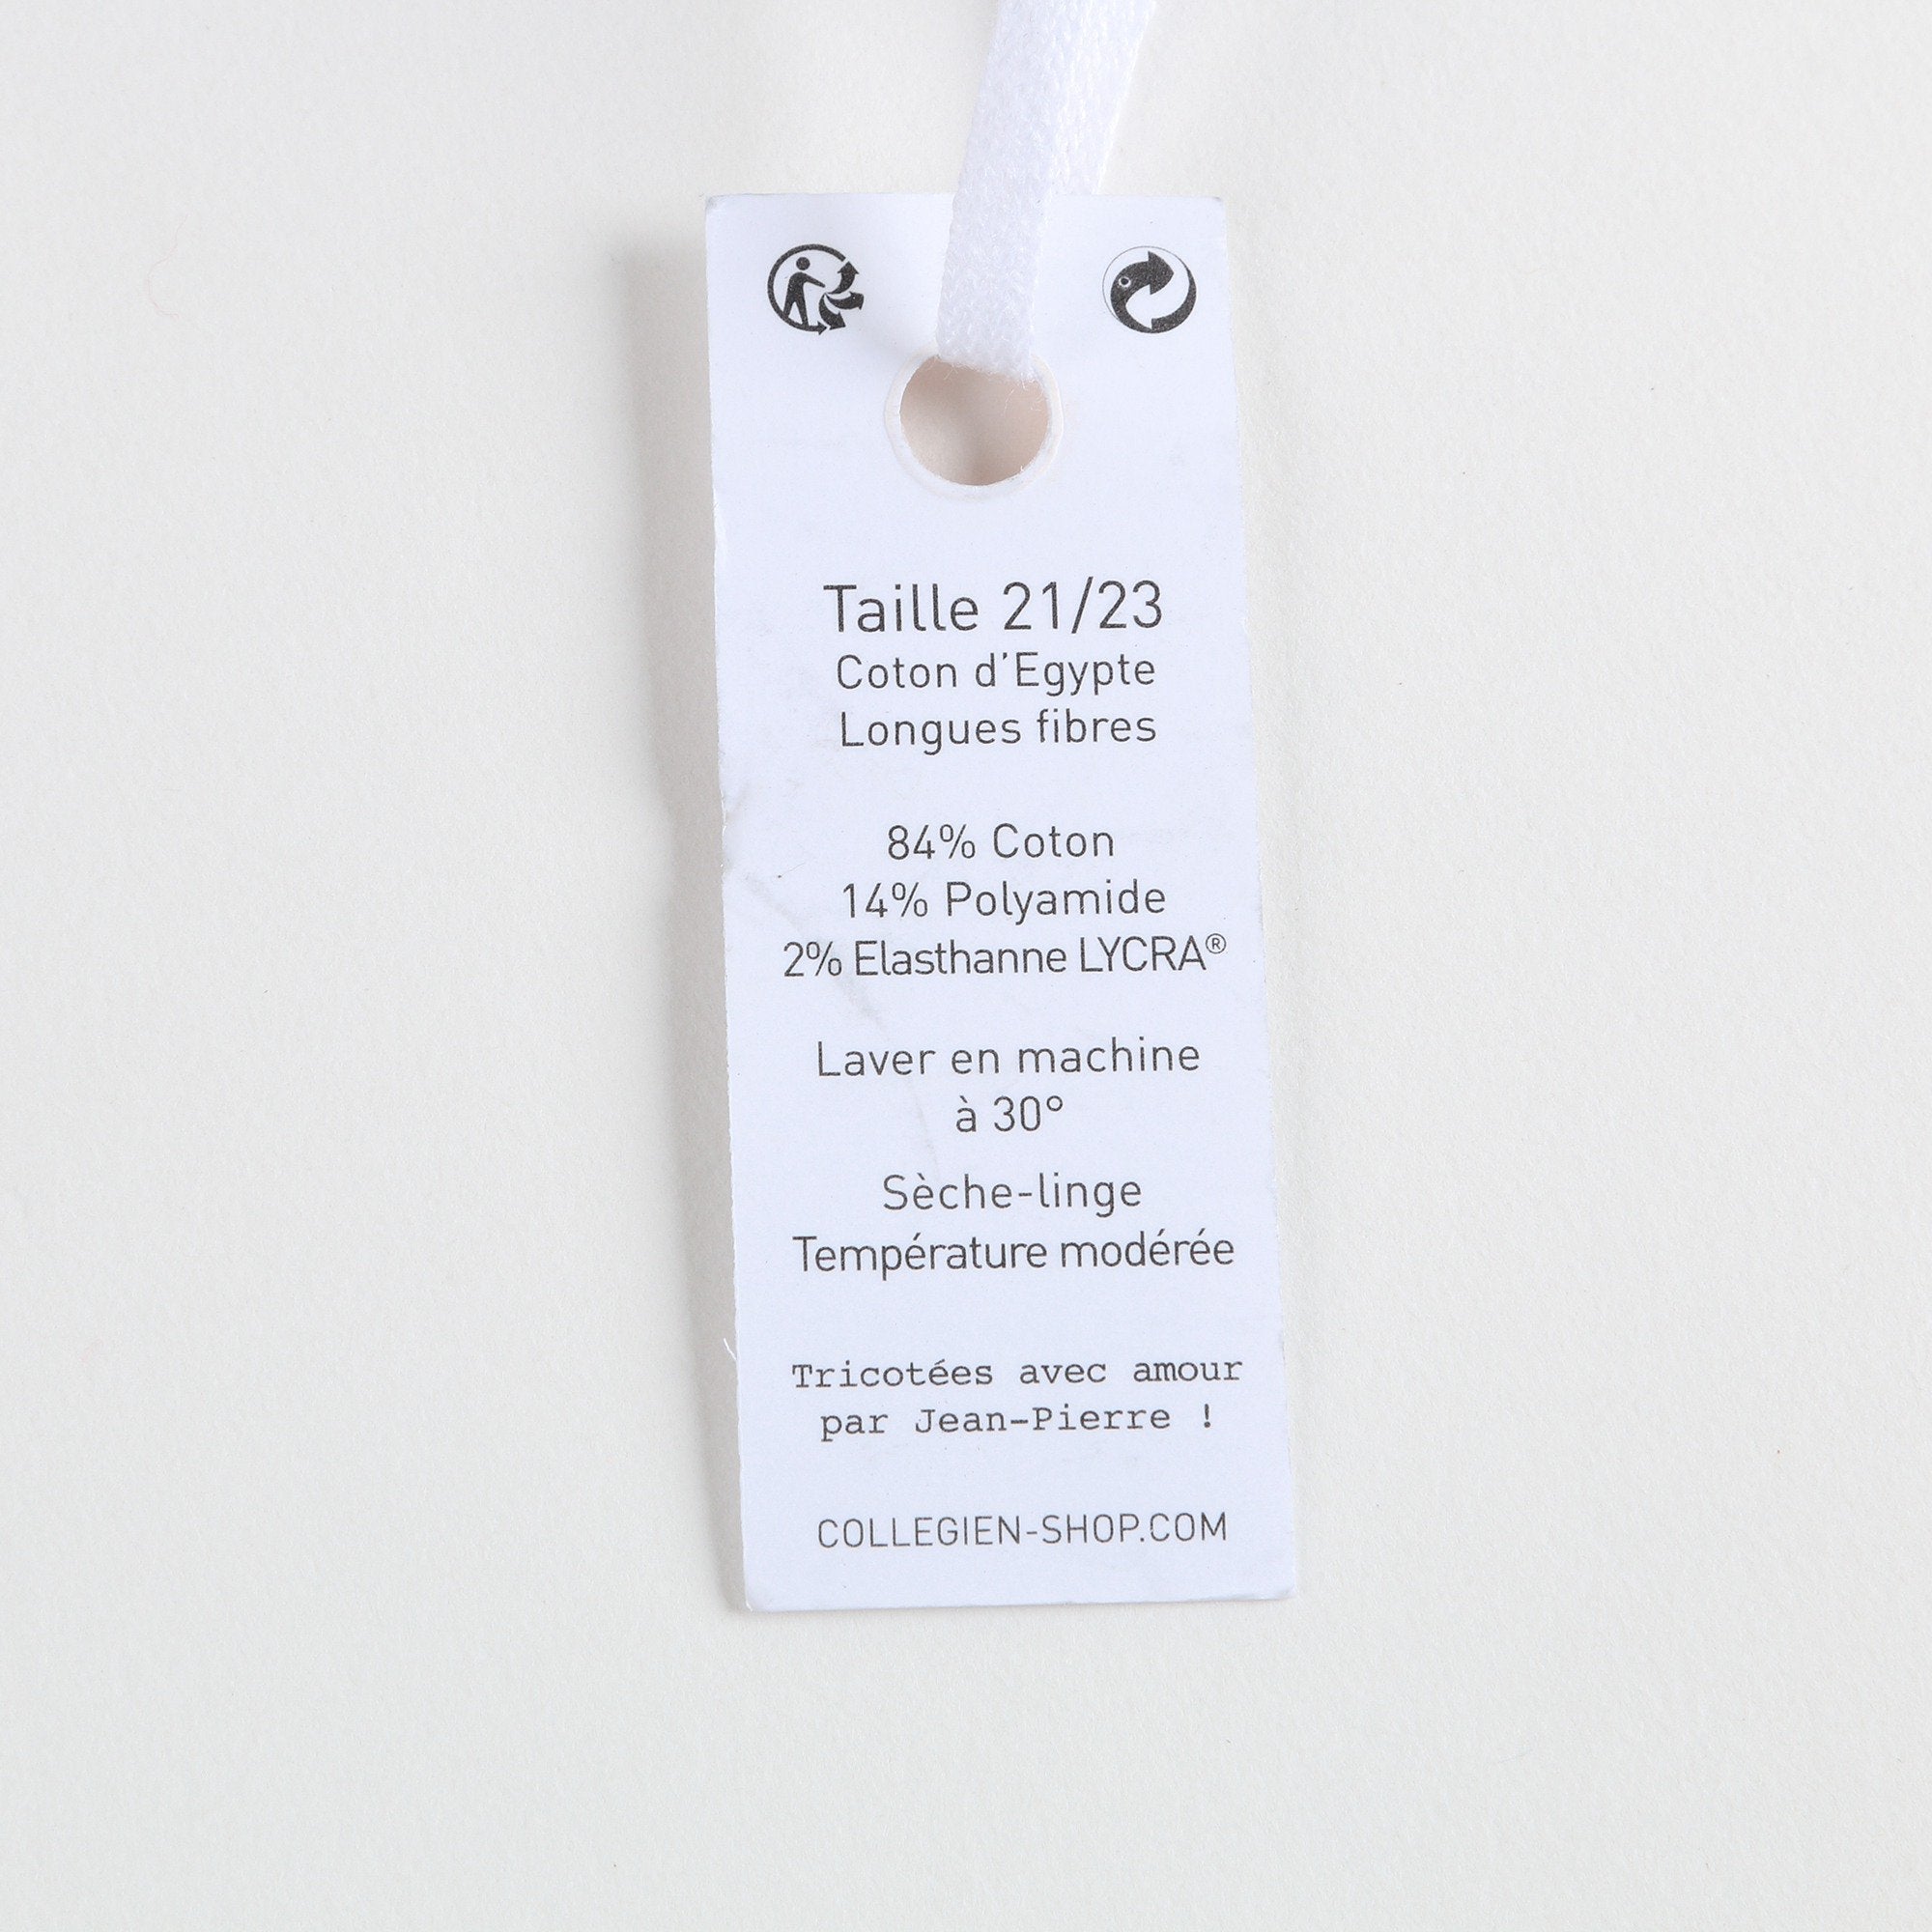 Taille 21/23
Coton d'Egypte
Longues fibres
84% Coton
14% Polyamide
2% Elasthanne LYCRA®
Laver en machine
à 30°
Sèche-linge
Température modérée
Tricotées avec amour
par Jean-Pierre !
COLLEGIEN-SHOP.COM